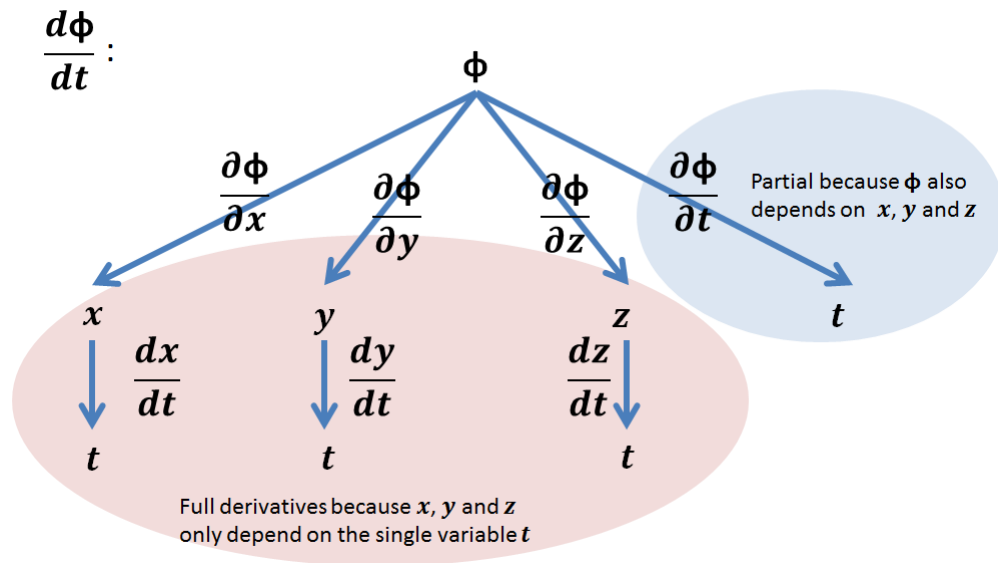 dϕ/dt :
ϕ
∂ϕ/∂x ∂ϕ/∂y ∂ϕ/∂z ∂ϕ/∂t
Partial because ϕ also
depends on x, y and z
x y z t
dx/dt dy/dt dz/dt
t t t
Full derivatives because x, y and z
only depend on the single variable t